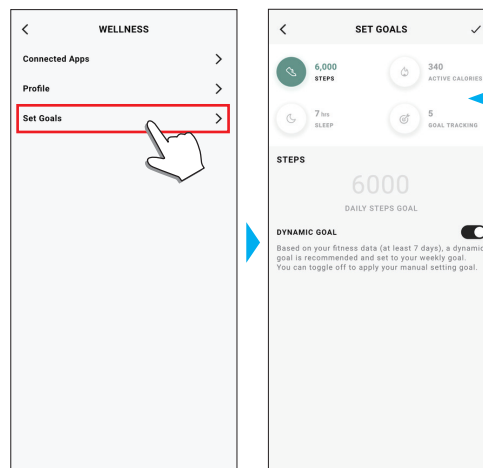 WELLNESS
Connected Apps
Profile
Set Goals
SET GOALS
6,000
STEPS
340
ACTIVE CALORIES
7 hrs
SLEEP
5
GOAL TRACKING
STEPS
6000
DAILY STEPS GOAL
DYNAMIC GOAL
Based on your fitness data (at least 7 days), a dynamic
goal is recommended and set to your weekly goal.
You can toggle off to apply your manual setting goal.